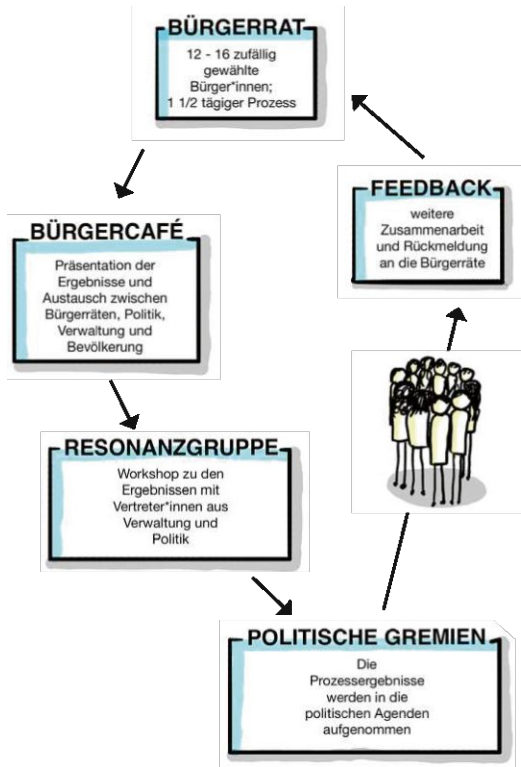 BÜRGERRAT
12 - 16 zufällig
gewählte
Bürger*innen;
1 1/2 tägiger Prozess
FEEDBACK
weitere
Zusammenarbeit
und Rückmeldung
an die Bürgerräte
BÜRGERCAFÉ
Präsentation der
Ergebnisse und
Austausch zwischen
Bürgerräten, Politik,
Verwaltung und
Bevölkerung
RESONANZGRUPPE
Workshop zu den
Ergebnissen mit
Vertreter*innen aus
Verwaltung und
Politik
POLITISCHE GREMIEN
Die
Prozessergebnisse
werden in die
politischen Agenden
aufgenommen